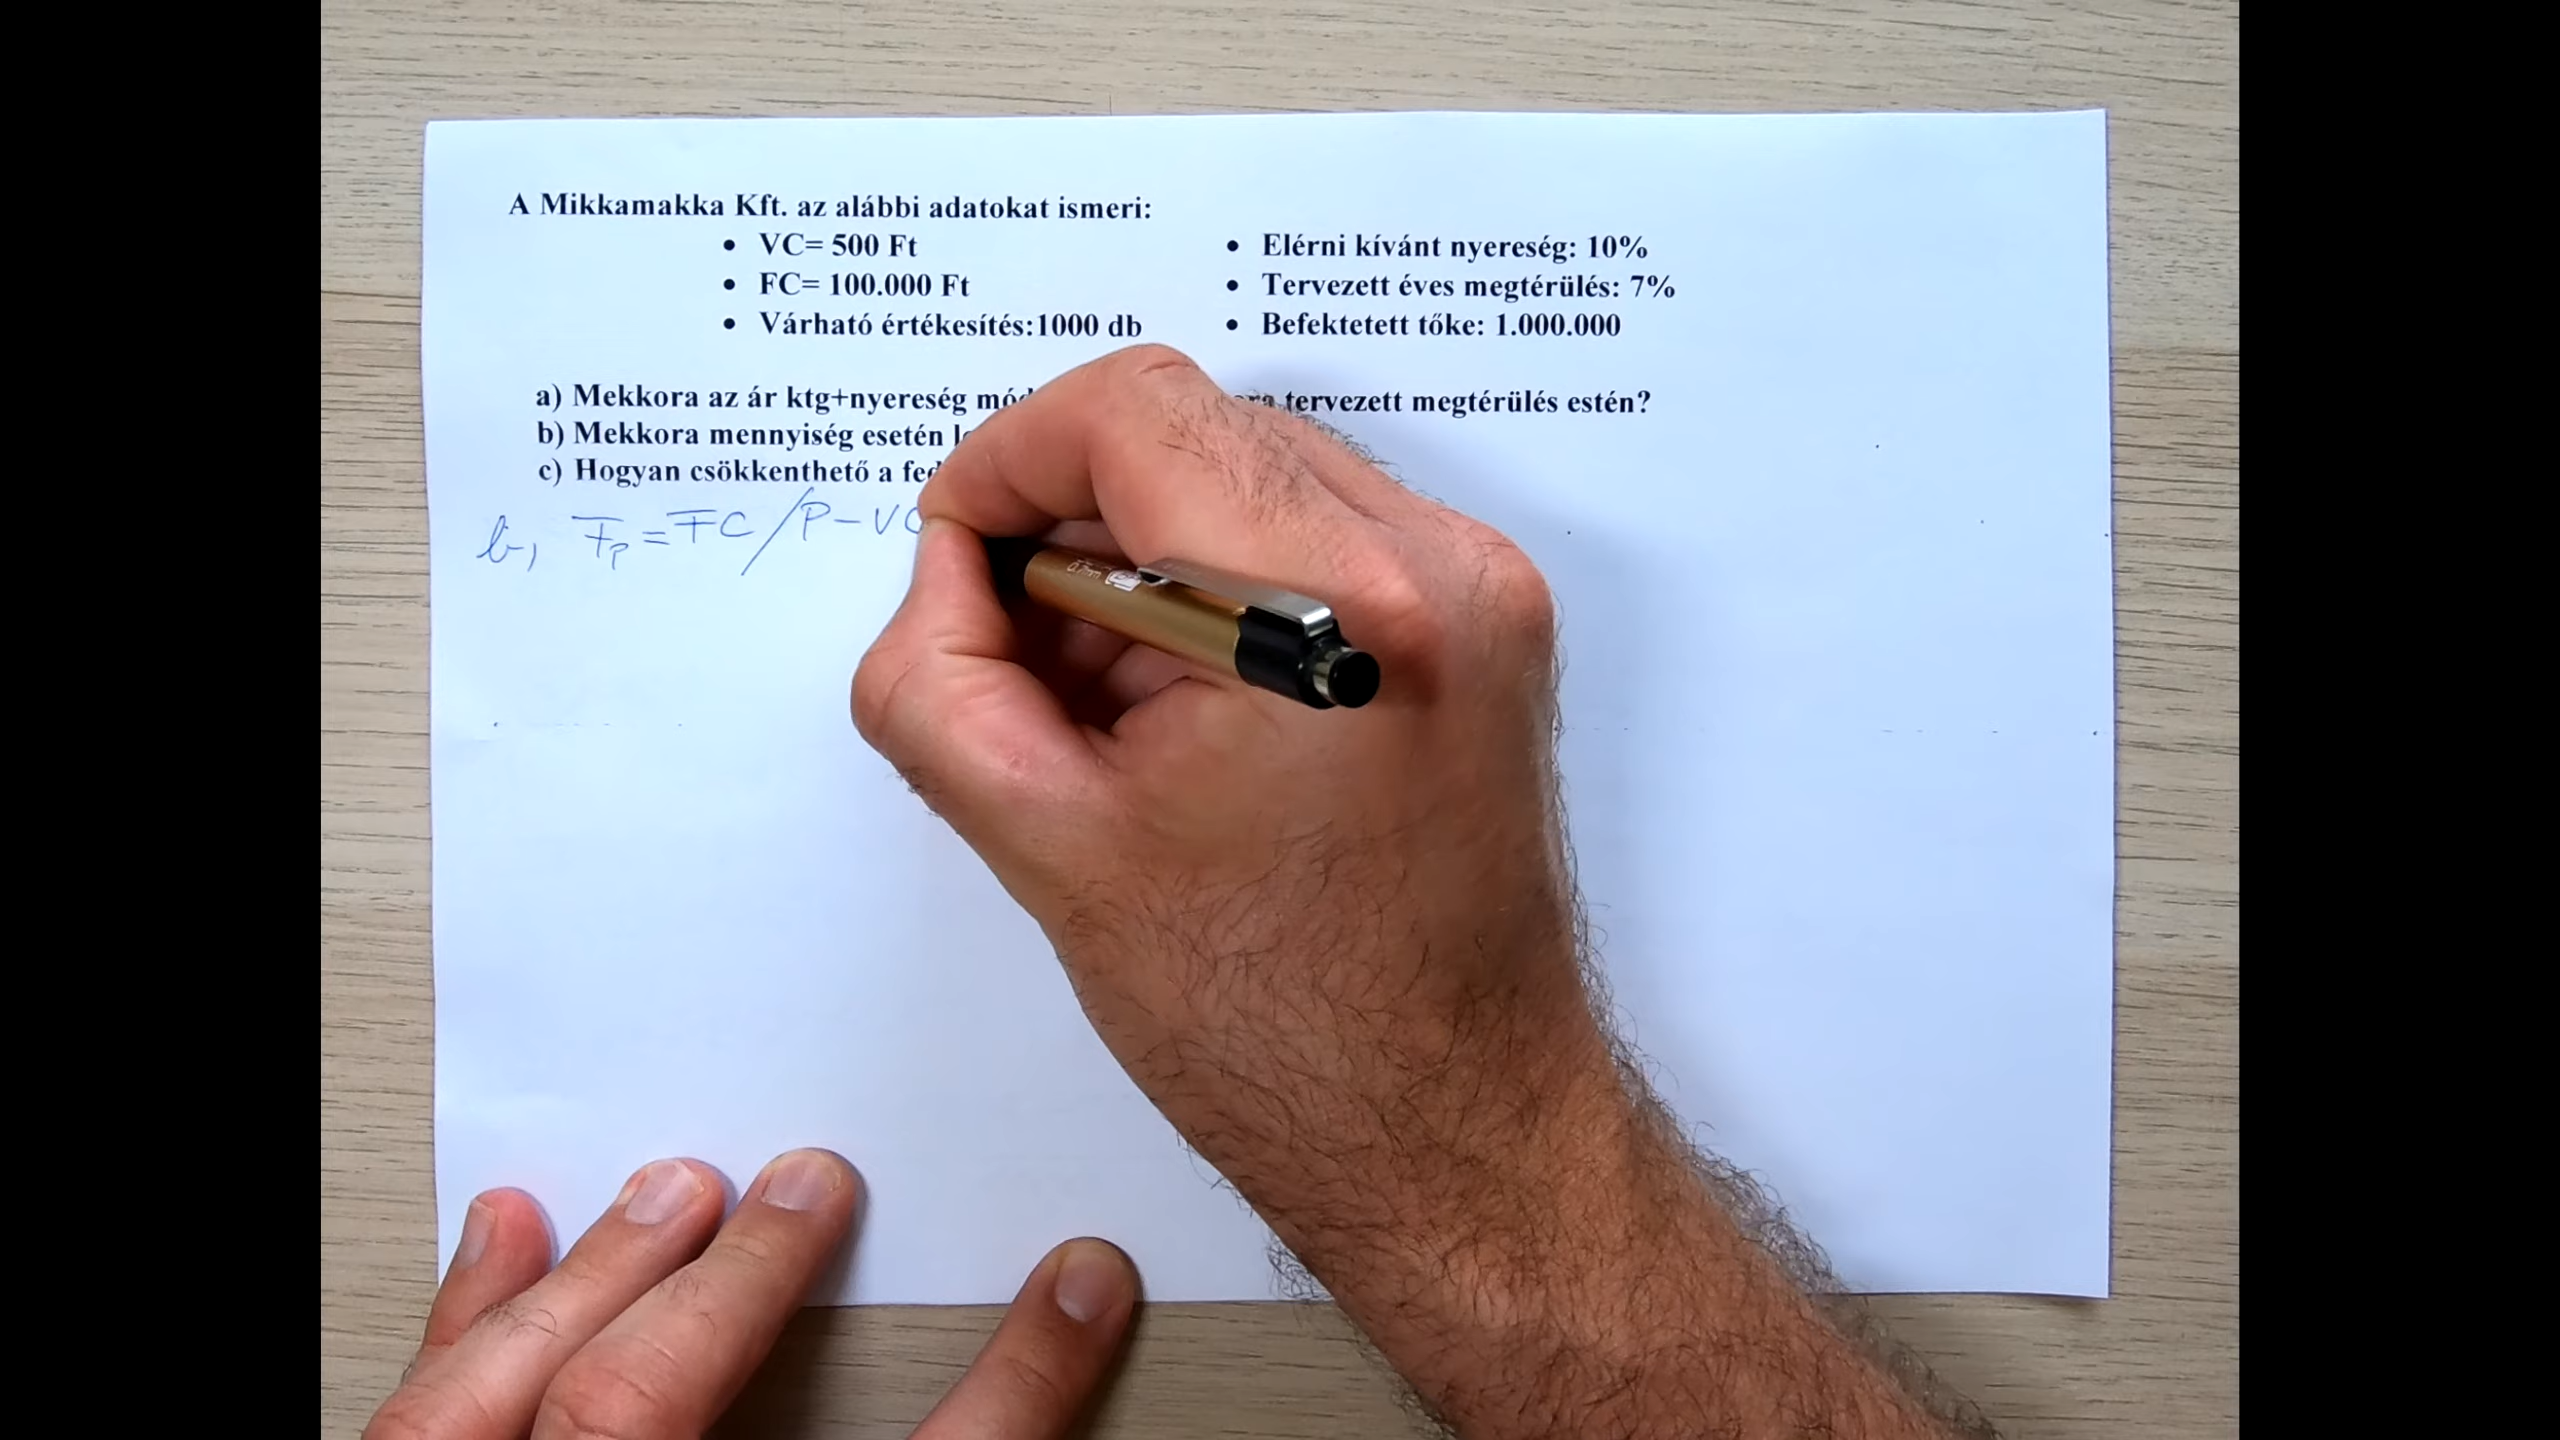 A Mikkamakka Kft. az alábbi adatokat ismeri:
• VC= 500 Ft
• FC= 100.000 Ft
• Várható értékesítés:1000 db
• Elérni kívánt nyereség: 10%
• Tervezett éves megtérülés: 7%
• Befektetett tőke: 1.000.000
a) Mekkora az ár ktg+nyereség tervezett megtérülés estén?
b) Mekkora mennyiség esetén
c) Hogyan csökkenthető a
b, Fp=FC/P-VC
0.7mm